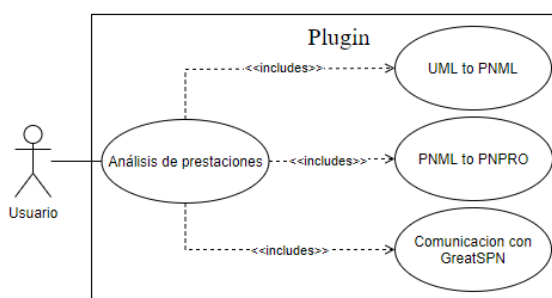 Plugin
<<includes>>
UML to PNML
Análisis de prestaciones
<<includes>>
PNML to PNPRO
Usuario
<<includes>>
Comunicacion con
GreatSPN